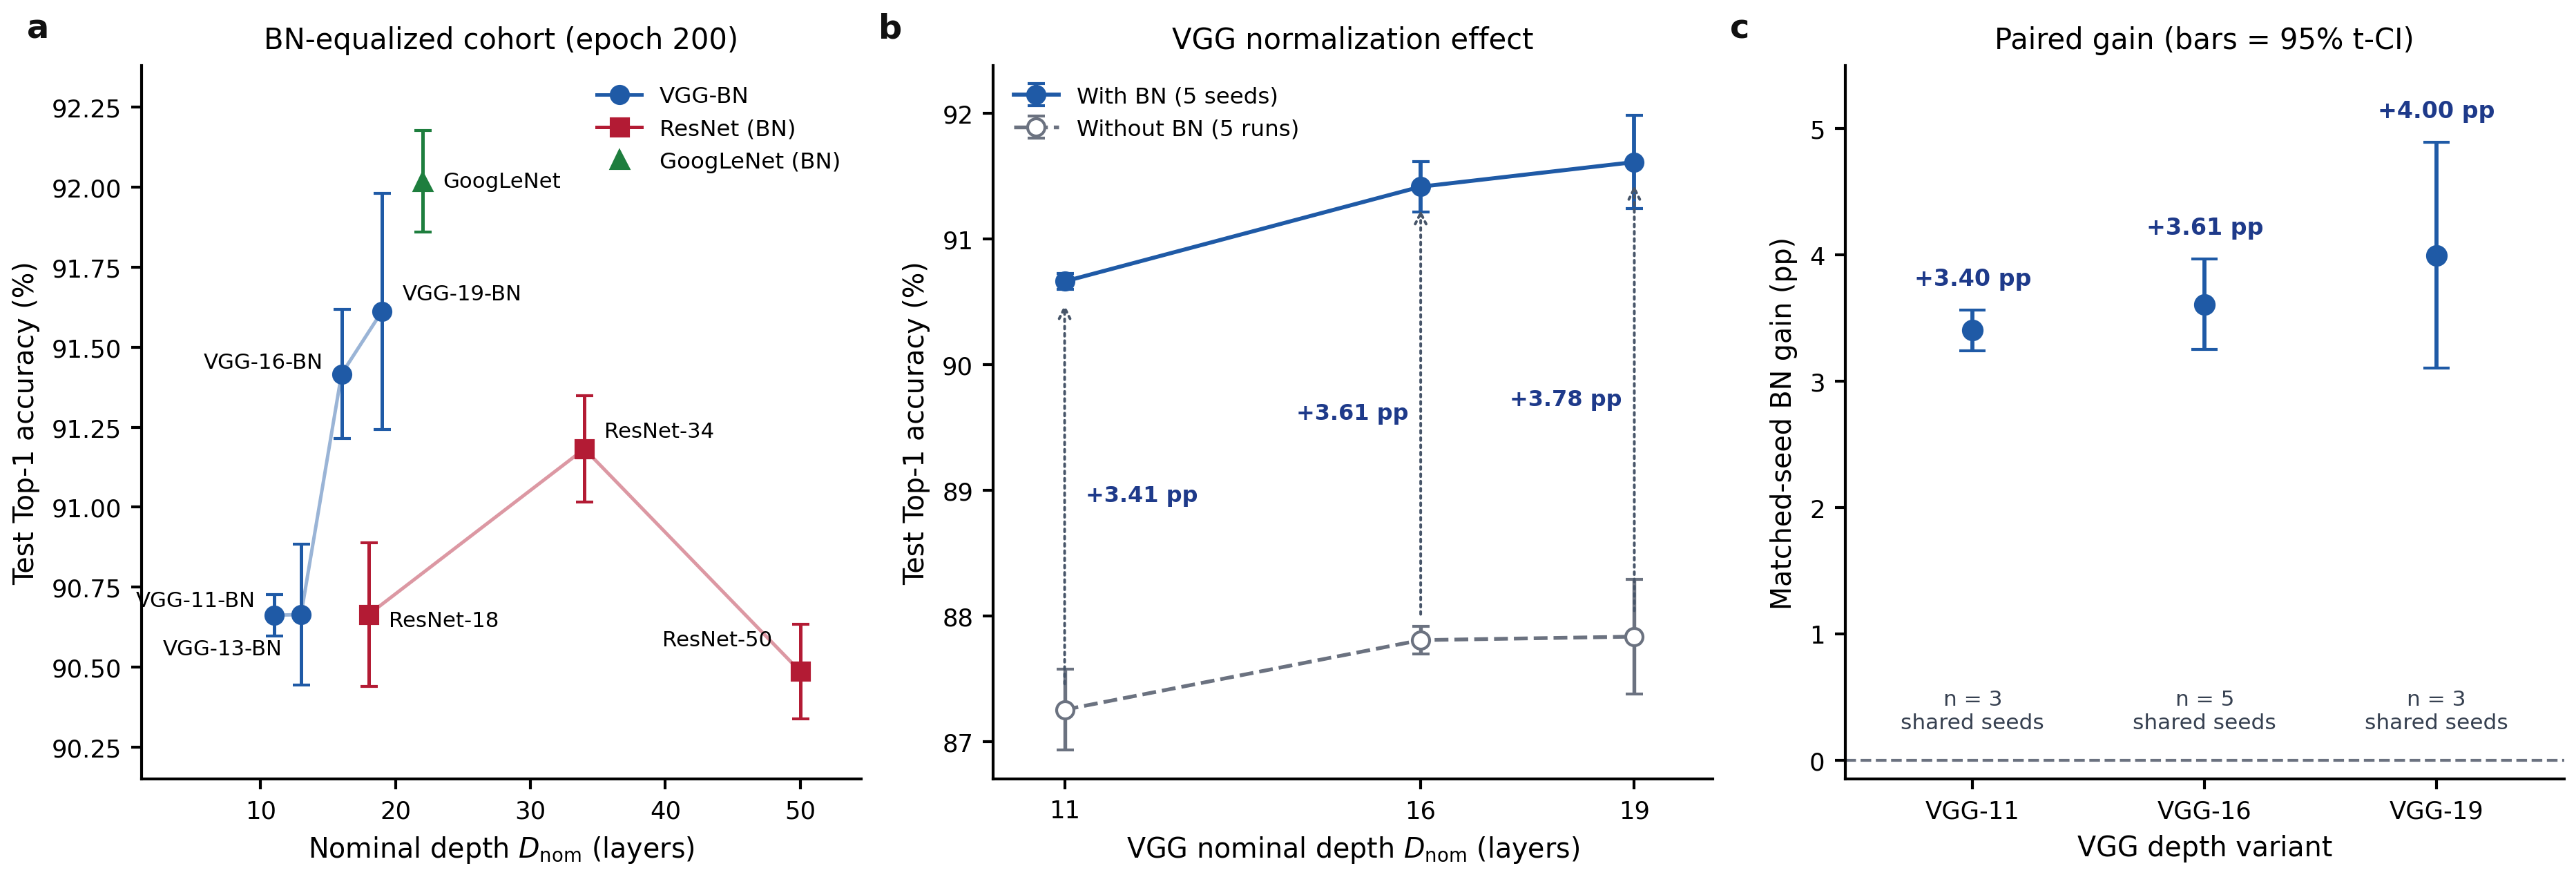 a
BN-equalized cohort (epoch 200)
Test Top-1 accuracy (%)
92.25
92.00
91.75
91.50
91.25
91.00
90.75
90.50
90.25
VGG-BN
ResNet (BN)
GoogLeNet (BN)
GoogLeNet
VGG-19-BN
VGG-16-BN
ResNet-34
VGG-11-BN
ResNet-18
VGG-13-BN
ResNet-50
10 20 30 40 50
Nominal depth D_nom (layers)
b
VGG normalization effect
Test Top-1 accuracy (%)
92
91
90
89
88
87
With BN (5 seeds)
Without BN (5 runs)
+3.41 pp
+3.61 pp
+3.78 pp
11 16 19
VGG nominal depth D_nom (layers)
c
Paired gain (bars = 95% t-CI)
Matched-seed BN gain (pp)
5
4
3
2
1
0
+3.40 pp
+3.61 pp
+4.00 pp
n = 3
shared seeds
n = 5
shared seeds
n = 3
shared seeds
VGG-11 VGG-16 VGG-19
VGG depth variant